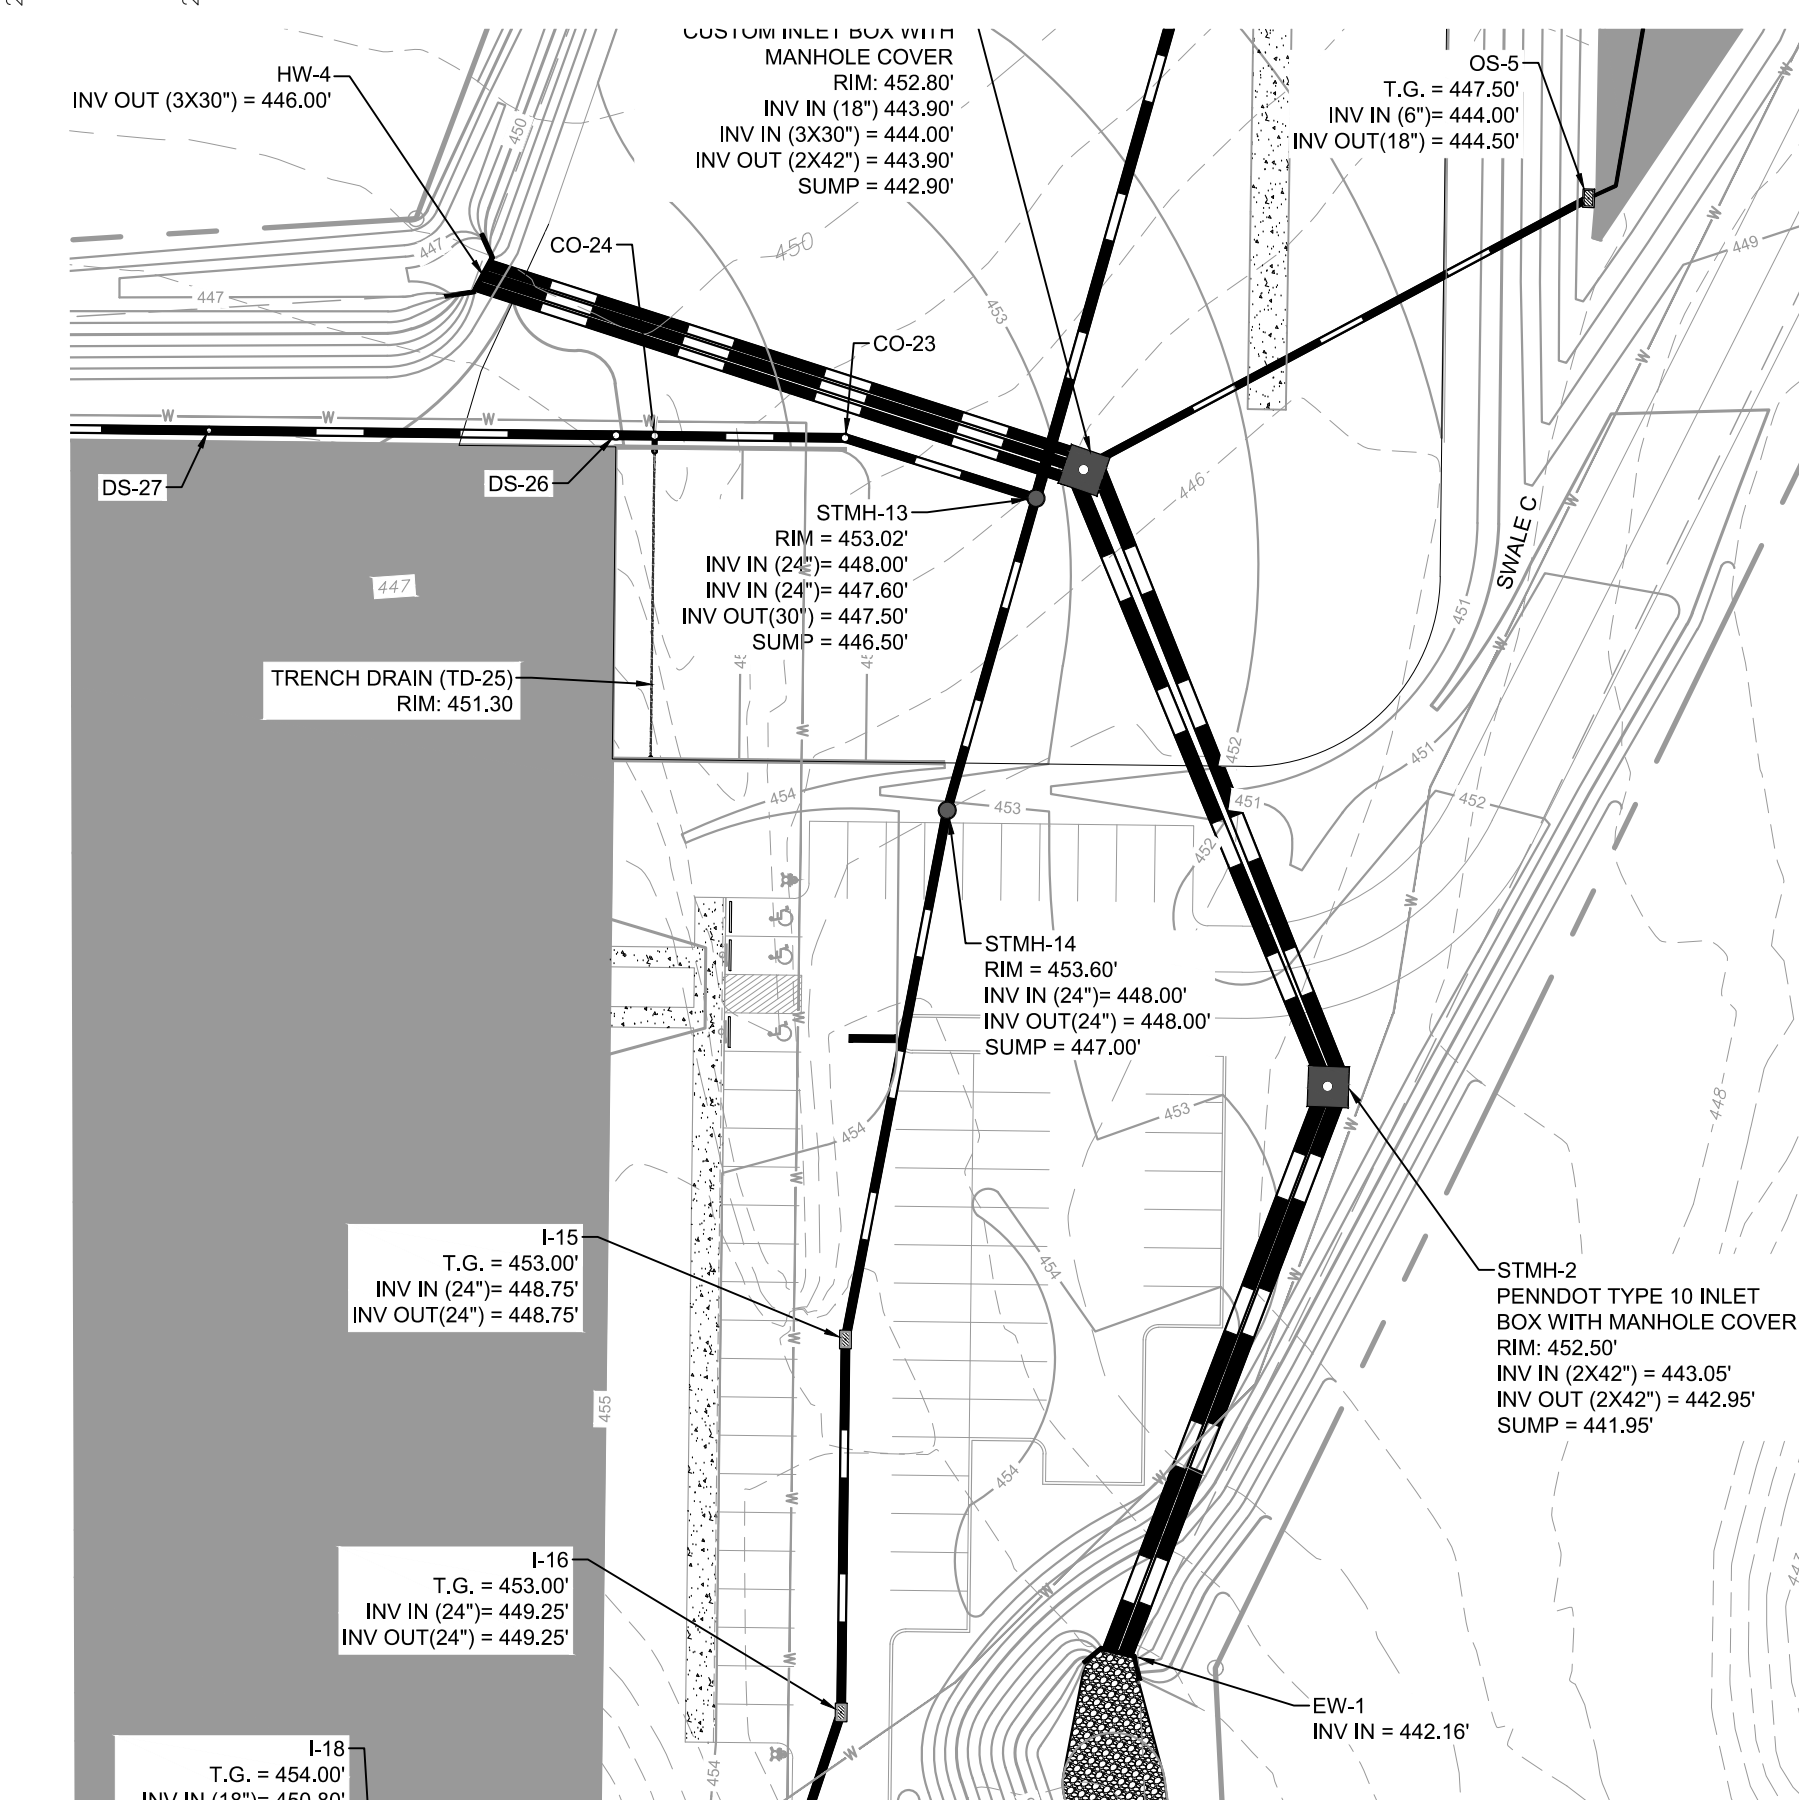 HW-4
INV OUT (3X30") = 446.00'
CUSTOM INLET BOX WITH
MANHOLE COVER
RIM: 452.80'
INV IN (18") 443.90'
INV IN (3X30") = 444.00'
INV OUT (2X42") = 443.90'
SUMP = 442.90'
OS-5
T.G. = 447.50'
INV IN (6")= 444.00'
INV OUT(18") = 444.50'
450
447
447
CO-24
450
453
449
CO-23
W
W
W
W
W
W
W
W
W
DS-27
DS-26
446
STMH-13
RIM = 453.02'
INV IN (24")= 448.00'
INV IN (24")= 447.60'
INV OUT(30") = 447.50'
SUMP = 446.50'
SWALE C
447
451
TRENCH DRAIN (TD-25)
RIM: 451.30
452
451
454
453
451
452
452
STMH-14
RIM = 453.60'
INV IN (24")= 448.00'
INV OUT(24") = 448.00'
SUMP = 447.00'
453
454
448
I-15
T.G. = 453.00'
INV IN (24")= 448.75'
INV OUT(24") = 448.75'
454
STMH-2
PENNDOT TYPE 10 INLET
BOX WITH MANHOLE COVER
RIM: 452.50'
INV IN (2X42") = 443.05'
INV OUT (2X42") = 442.95'
SUMP = 441.95'
455
454
I-16
T.G. = 453.00'
INV IN (24")= 449.25'
INV OUT(24") = 449.25'
EW-1
INV IN = 442.16'
I-18
T.G. = 454.00'
INV IN (18")= 450.80'
454